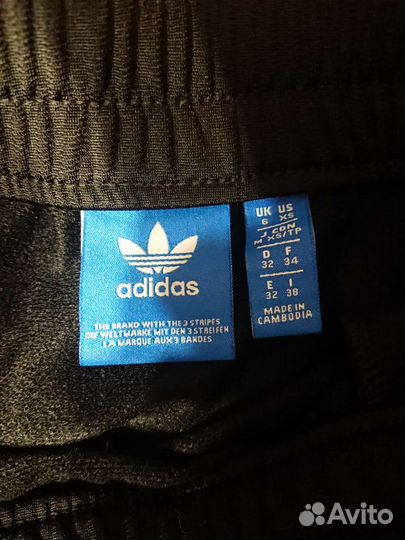 adidas
THE BRAND WITH THE 3 STRIPES
DIE WELTMARKE MIT DEN 3 STREIFEN
LA MARQUE AUX 3 BANDES
UK US
6 XS
J CDN
M XS/TP
D F
32 34
E I
32 38
MADE IN
CAMBODIA
Avito